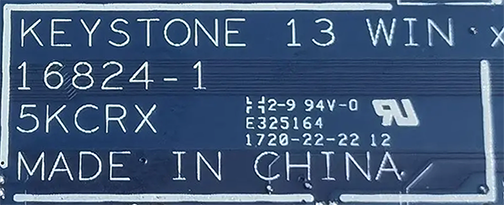 KEYSTONE 13 WIN x
16824-1
5KCRX
2-9 94V-0
E325164
1720-22-22 12
MADE IN CHINA